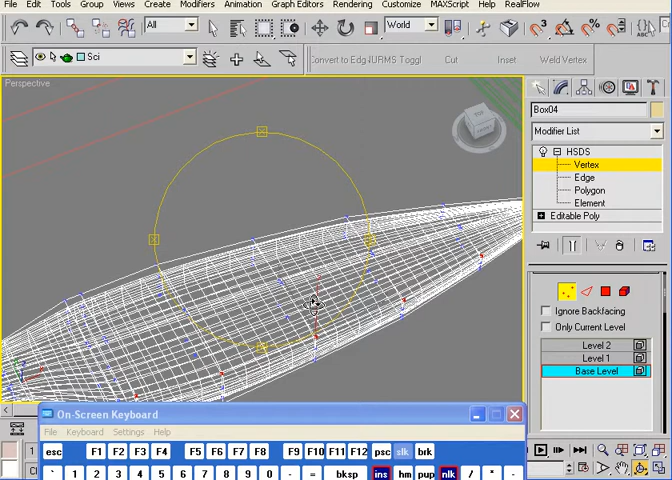 Edit Tools Group Views Create Modifiers Animation Graph Editors Rendering Customize MAXScript Help RealFlow
All
World
Sci
Convert to Edg
NURMS Toggl
Cut
Inset
Weld Vertex
Perspective
Box04
Modifier List
HSDS
Vertex
Edge
Polygon
Element
Editable Poly
Ignore Backfacing
Only Current Level
Level 2
Level 1
Base Level
On-Screen Keyboard
File Keyboard Settings Help
esc F1 F2 F3 F4 F5 F6 F7 F8 F9 F10 F11 F12 psc slk brk
` 1 2 3 4 5 6 7 8 9 0 - = bksp ins hm pup nlk / * -